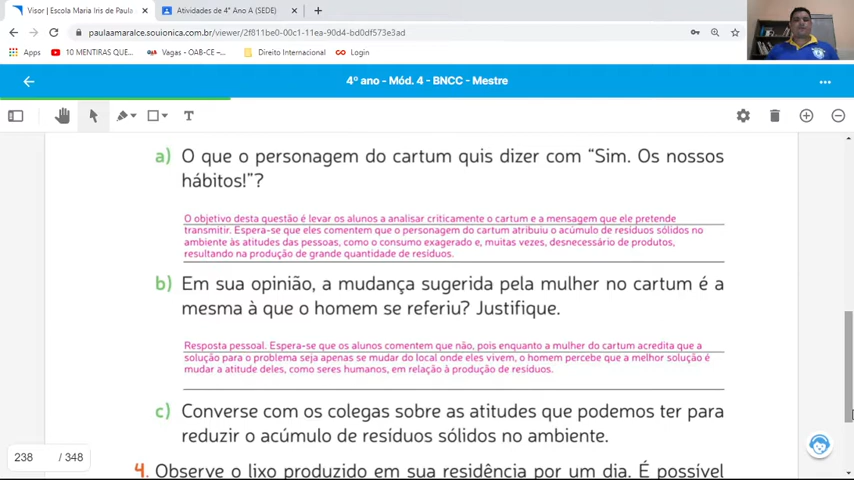 Visor | Escola Maria Iris de Paula
Atividades de 4º Ano A (SEDE)
paulaamaralce.souionica.com.br/viewer/2f811be0-00c1-11ea-90d4-bd0df573e3ad
Apps
10 MENTIRAS QUE...
Vagas - OAB-CE –...
Direito Internacional
Login
4º ano - Mód. 4 - BNCC - Mestre
a) O que o personagem do cartum quis dizer com “Sim. Os nossos
hábitos!”?
O objetivo desta questão é levar os alunos a analisar criticamente o cartum e a mensagem que ele pretende
transmitir. Espera-se que eles comentem que o personagem do cartum atribuiu o acúmulo de resíduos sólidos no
ambiente às atitudes das pessoas, como o consumo exagerado e, muitas vezes, desnecessário de produtos,
resultando na produção de grande quantidade de resíduos.
b) Em sua opinião, a mudança sugerida pela mulher no cartum é a
mesma à que o homem se referiu? Justifique.
Resposta pessoal. Espera-se que os alunos comentem que não, pois enquanto a mulher do cartum acredita que a
solução para o problema seja apenas se mudar do local onde eles vivem, o homem percebe que a melhor solução é
mudar a atitude deles, como seres humanos, em relação à produção de resíduos.
c) Converse com os colegas sobre as atitudes que podemos ter para
reduzir o acúmulo de resíduos sólidos no ambiente.
238 / 348
4. Observe o lixo produzido em sua residência por um dia. É possível